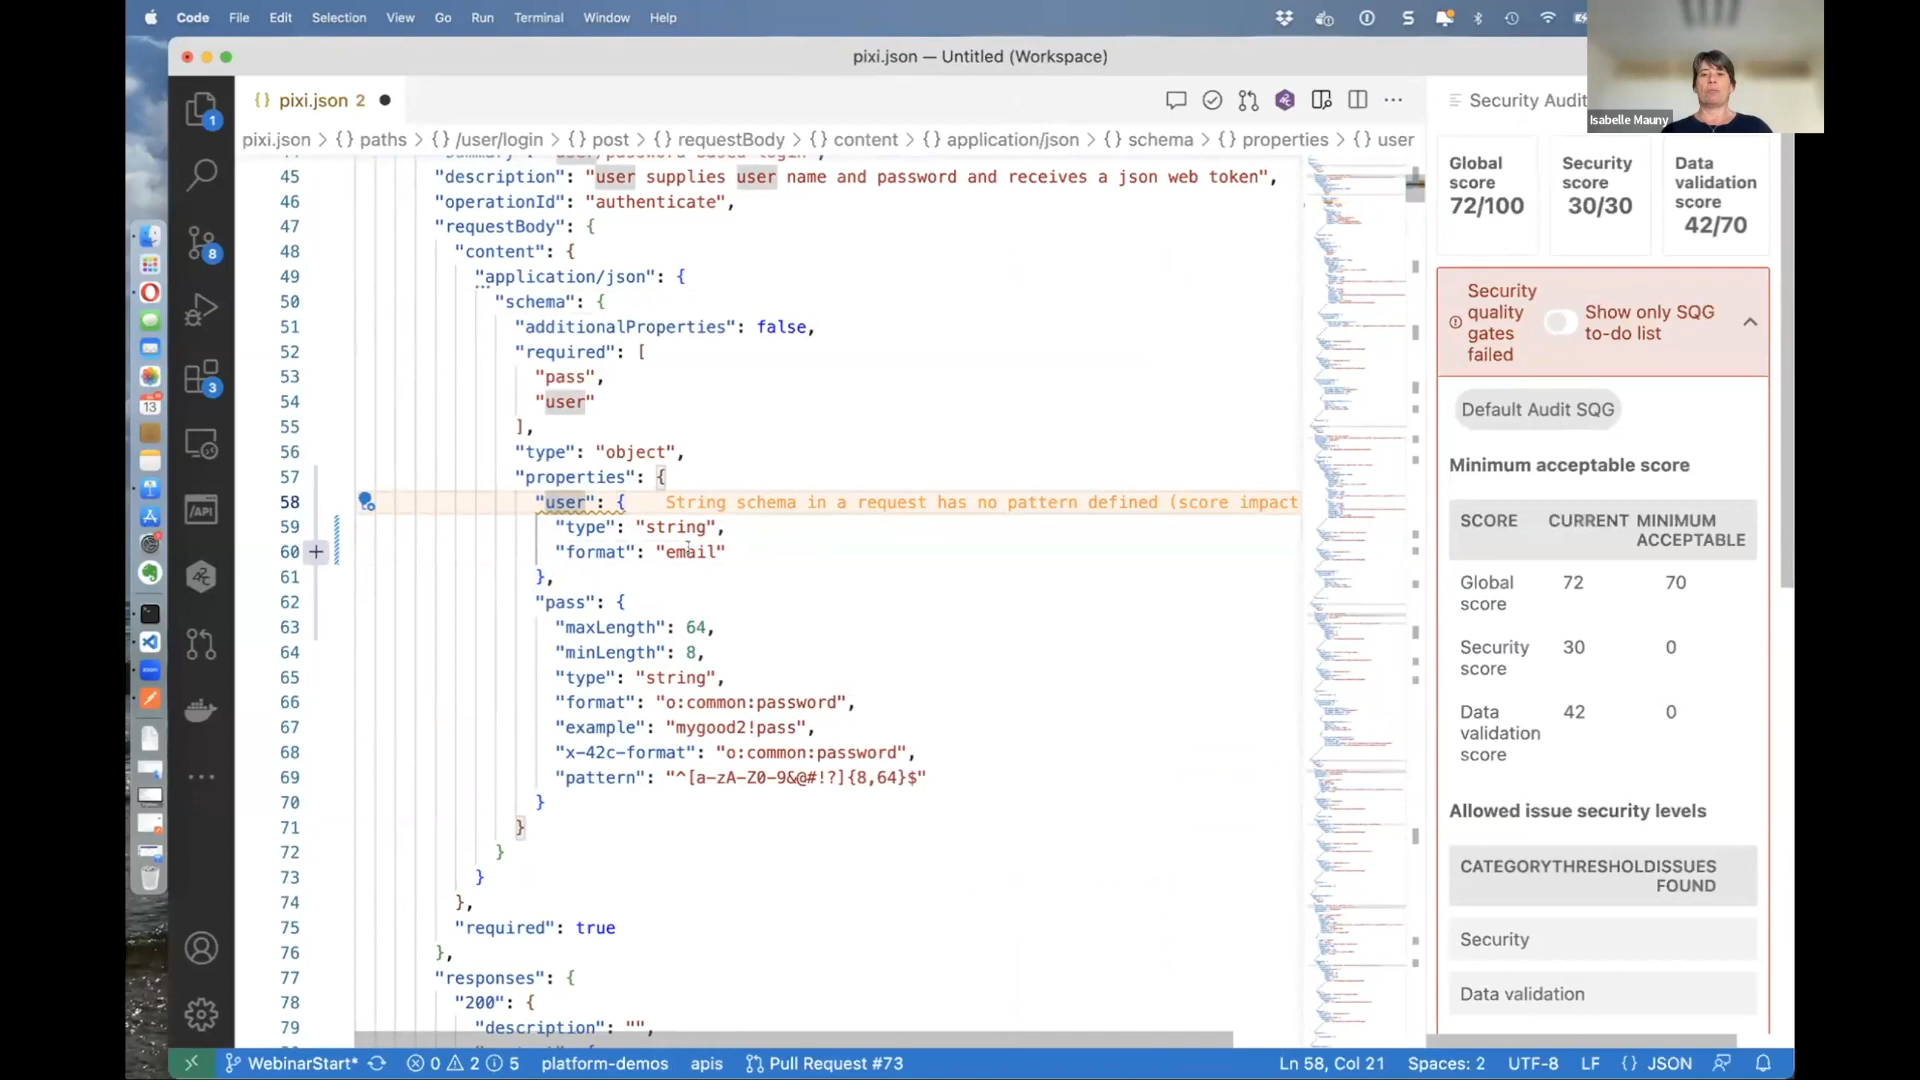 Code File Edit Selection View Go Run Terminal Window Help
pixi.json — Untitled (Workspace)
{} pixi.json 2
Security Audit
Isabelle Mauny
pixi.json > {} paths > {} /user/login > {} post > {} requestBody > {} content > {} application/json > {} schema > {} properties > {} user
45 "description": "user supplies user name and password and receives a json web token",
46 "operationId": "authenticate",
47 "requestBody": {
48 "content": {
49 "application/json": {
50 "schema": {
51 "additionalProperties": false,
52 "required": [
53 "pass",
54 "user"
55 ],
56 "type": "object",
57 "properties": {
58 "user": { String schema in a request has no pattern defined (score impact
59 "type": "string",
60 "format": "email"
61 },
62 "pass": {
63 "maxLength": 64,
64 "minLength": 8,
65 "type": "string",
66 "format": "o:common:password",
67 "example": "mygood2!pass",
68 "x-42c-format": "o:common:password",
69 "pattern": "^[a-zA-Z0-9&@#!?]{8,64}$"
70 }
71 }
72 }
73 }
74 },
75 "required": true
76 },
77 "responses": {
78 "200": {
79 "description": "",
1
8
3
/API
13
Global score 72/100
Security score 30/30
Data validation score 42/70
Security quality gates failed
Show only SQG to-do list
Default Audit SQG
Minimum acceptable score
SCORE CURRENT MINIMUM ACCEPTABLE
Global score 72 70
Security score 30 0
Data validation score 42 0
Allowed issue security levels
CATEGORY THRESHOLD ISSUES FOUND
Security
Data validation
WebinarStart* 0 2 5 platform-demos apis Pull Request #73 Ln 58, Col 21 Spaces: 2 UTF-8 LF {} JSON